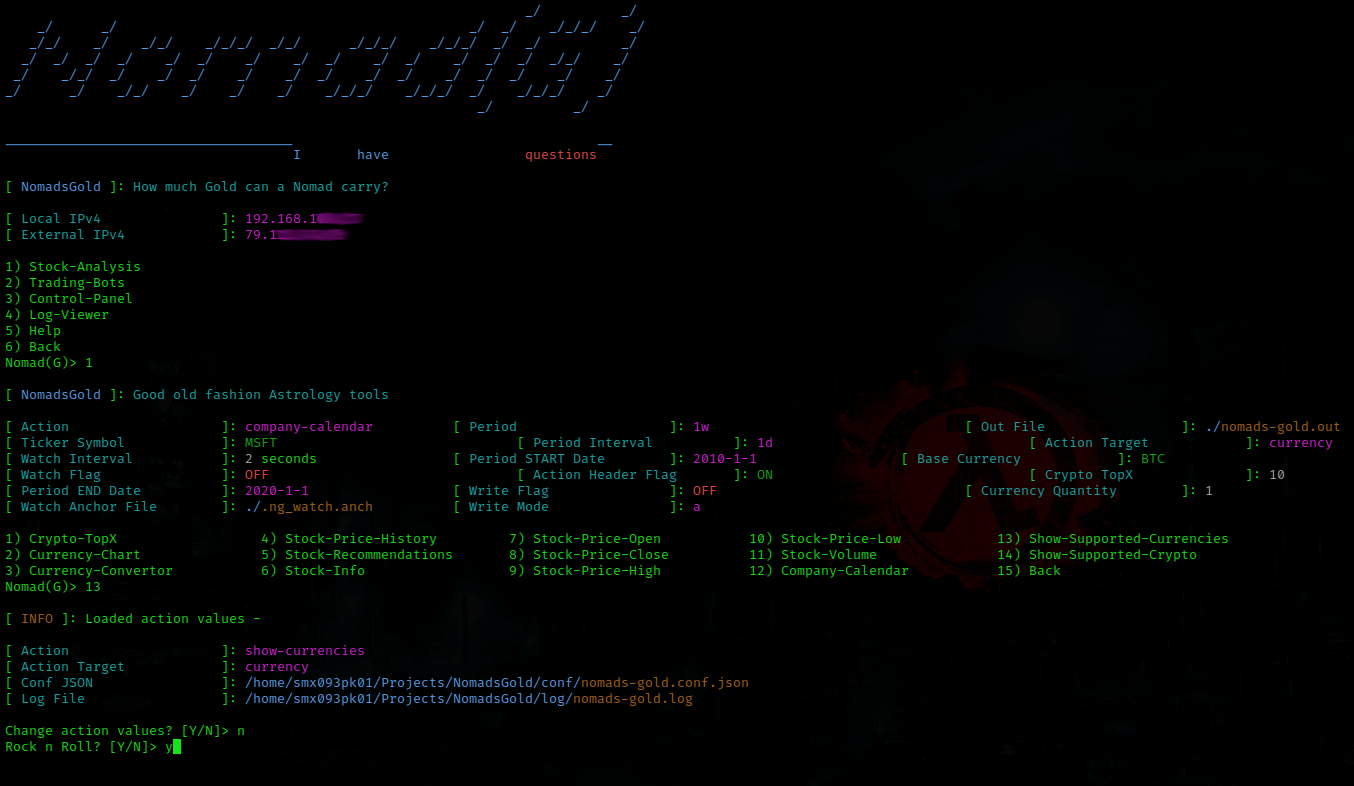 Nomad(G)
I have questions
[ NomadsGold ]: How much Gold can a Nomad carry?
[ Local IPv4 ]: 192.168.1
[ External IPv4 ]: 79.1
1) Stock-Analysis
2) Trading-Bots
3) Control-Panel
4) Log-Viewer
5) Help
6) Back
Nomad(G)> 1
[ NomadsGold ]: Good old fashion Astrology tools
[ Action ]: company-calendar [ Period ]: 1w [ Out File ]: ./nomads-gold.out
[ Ticker Symbol ]: MSFT [ Period Interval ]: 1d [ Action Target ]: currency
[ Watch Interval ]: 2 seconds [ Period START Date ]: 2010-1-1 [ Base Currency ]: BTC
[ Watch Flag ]: OFF [ Action Header Flag ]: ON [ Crypto TopX ]: 10
[ Period END Date ]: 2020-1-1 [ Write Flag ]: OFF [ Currency Quantity ]: 1
[ Watch Anchor File ]: ./.ng_watch.anch [ Write Mode ]: a
1) Crypto-TopX 4) Stock-Price-History 7) Stock-Price-Open 10) Stock-Price-Low 13) Show-Supported-Currencies
2) Currency-Chart 5) Stock-Recommendations 8) Stock-Price-Close 11) Stock-Volume 14) Show-Supported-Crypto
3) Currency-Convertor 6) Stock-Info 9) Stock-Price-High 12) Company-Calendar 15) Back
Nomad(G)> 13
[ INFO ]: Loaded action values -
[ Action ]: show-currencies
[ Action Target ]: currency
[ Conf JSON ]: /home/smx093pk01/Projects/NomadsGold/conf/nomads-gold.conf.json
[ Log File ]: /home/smx093pk01/Projects/NomadsGold/log/nomads-gold.log
Change action values? [Y/N]> n
Rock n Roll? [Y/N]> y